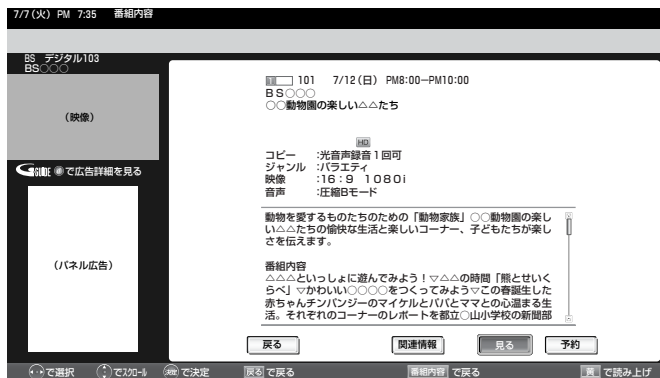 7/7(火) PM 7:35 番組内容
BS デジタル103
BS○○○
(映像)
GUIDE で広告詳細を見る
(パネル広告)
101 7/12(日) PM8:00−PM10:00
BS○○○
○○動物園の楽しい△△たち
HD
コピー :光音声録音1回可
ジャンル :バラエティ
映像 :16:9 1080i
音声 :圧縮Bモード
動物を愛するものたちのための「動物家族」○○動物園の楽し
い△△たちの愉快な生活と楽しいコーナー、子どもたちが楽し
さを伝えます。
番組内容
△△△といっしょに遊んでみよう!▽△△の時間「熊とせいく
らべ」▽かわいい○○○○をつくってみよう▽この春誕生した
赤ちゃんチンパンジーのマイケルとパパとママとの心温まる生
活。それぞれのコーナーのレポートを都立○山小学校の新聞部
戻る 関連情報 見る 予約
で選択 でスクロール 決定 で決定 戻る で戻る 番組内容 で戻る 黄 で読み上げ